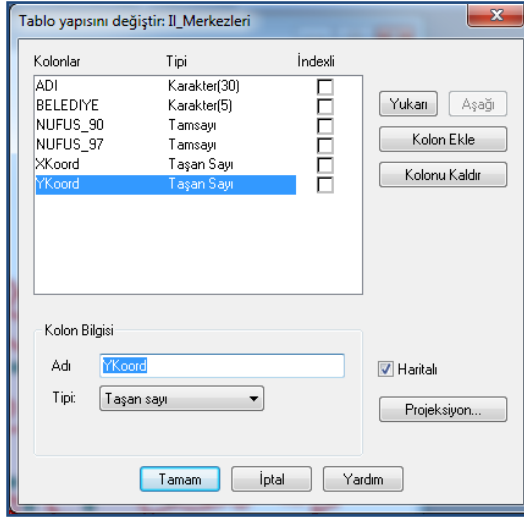 Tablo yapısını değiştir: Il_Merkezleri
Kolonlar Tipi İndexli
ADI Karakter(30)
BELEDIYE Karakter(5)
NUFUS_90 Tamsayı
NUFUS_97 Tamsayı
XKoord Taşan Sayı
YKoord Taşan Sayı
Yukarı Aşağı
Kolon Ekle
Kolonu Kaldır
Kolon Bilgisi
Adı YKoord
Tipi: Taşan sayı
Haritalı
Projeksiyon...
Tamam İptal Yardım